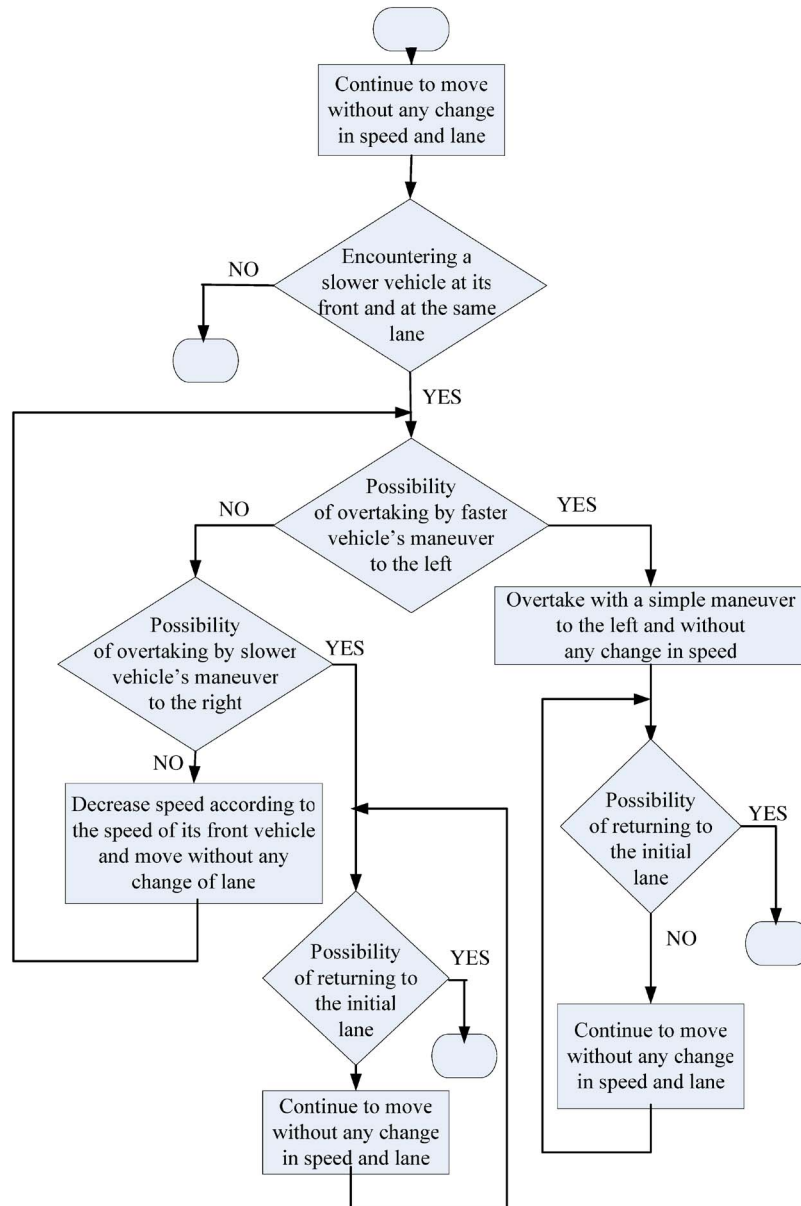 Continue to move
without any change
in speed and lane
Encountering a
slower vehicle at its
front and at the same
lane
NO
YES
Possibility
of overtaking by faster
vehicle's maneuver
to the left
NO
YES
Possibility
of overtaking by slower
vehicle's maneuver
to the right
YES
NO
Overtake with a simple maneuver
to the left and without
any change in speed
Decrease speed according to
the speed of its front vehicle
and move without any
change of lane
Possibility
of returning to
the initial
lane
YES
NO
Possibility
of returning to
the initial
lane
YES
Continue to move
without any change
in speed and lane
Continue to move
without any change
in speed and lane